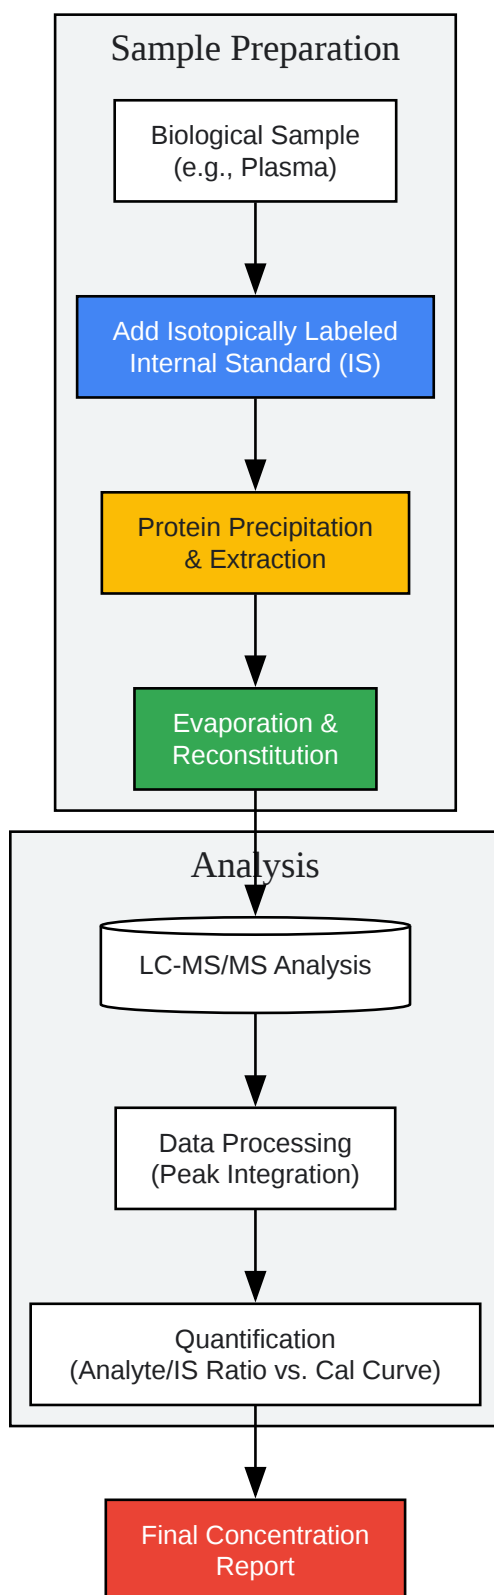 Sample Preparation
Biological Sample
(e.g., Plasma)
Add Isotopically Labeled
Internal Standard (IS)
Protein Precipitation
& Extraction
Evaporation &
Reconstitution
Analysis
LC-MS/MS Analysis
Data Processing
(Peak Integration)
Quantification
(Analyte/IS Ratio vs. Cal Curve)
Final Concentration
Report